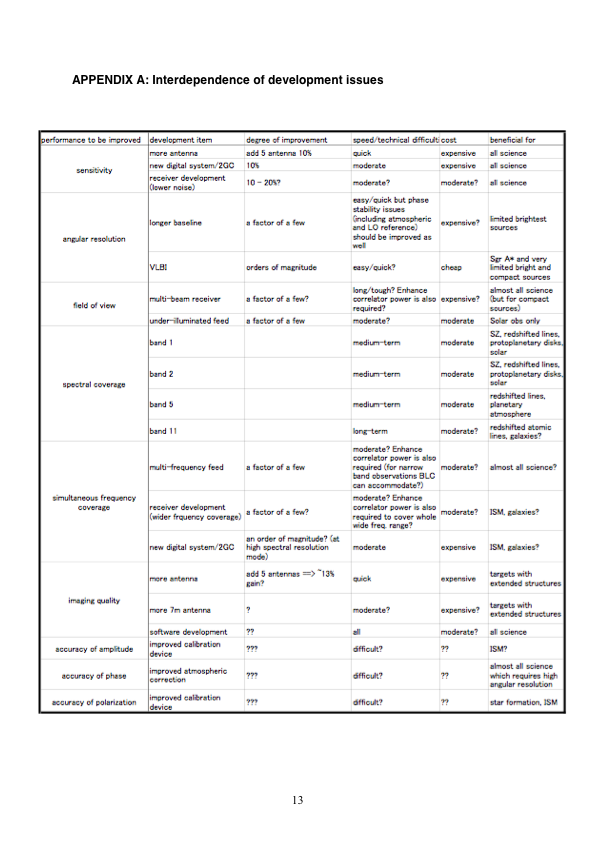 APPENDIX A: Interdependence of development issues
performance to be improved development item degree of improvement speed/technical difficulti cost beneficial for
sensitivity
more antenna add 5 antenna 10% quick expensive all science
new digital system/2GC 10% moderate expensive all science
receiver development
(lower noise) 10 - 20%? moderate? moderate? all science
angular resolution
longer baseline a factor of a few
easy/quick but phase
stability issues
(including atmospheric
and LO reference)
should be improved as
well
expensive?
limited brightest
sources
VLBI orders of magnitude easy/quick? cheap
Sgr A* and very
limited bright and
compact sources
field of view
multi-beam receiver a factor of a few?
long/tough? Enhance
correlator power is also
required?
expensive?
almost all science
(but for compact
sources)
under-illuminated feed a factor of a few moderate? moderate Solar obs only
spectral coverage
band 1 medium-term moderate
SZ, redshifted lines,
protoplanetary disks,
solar
band 2 medium-term moderate
SZ, redshifted lines,
protoplanetary disks,
solar
band 5 medium-term moderate
redshifted lines,
planetary
atmosphere
band 11 long-term moderate?
redshifted atomic
lines, galaxies?
simultaneous frequency
coverage
multi-frequency feed a factor of a few
moderate? Enhance
correlator power is also
required (for narrow
band observations BLC
can accommodate?)
moderate? almost all science?
receiver development
(wider frquency coverage)
a factor of a few?
moderate? Enhance
correlator power is also
required to cover whole
wide freq. range?
moderate? ISM, galaxies?
new digital system/2GC
an order of magnitude? (at
high spectral resolution
mode)
moderate expensive ISM, galaxies?
imaging quality
more antenna
add 5 antennas ==> ~13%
gain?
quick expensive
targets with
extended structures
more 7m antenna ? moderate? expensive?
targets with
extended structures
software development ?? all moderate? all science
accuracy of amplitude
improved calibration
device
??? difficult? ?? ISM?
accuracy of phase
improved atmospheric
correction
??? difficult? ??
almost all science
which requires high
angular resolution
accuracy of polarization
improved calibration
device
??? difficult? ?? star formation, ISM
13